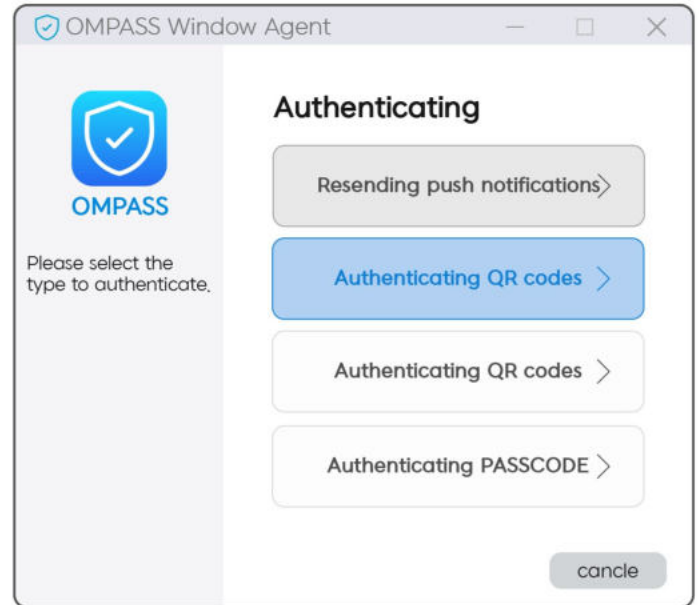 OMPASS Window Agent
OMPASS
Please select the
type to authenticate.
Authenticating
Resending push notifications
Authenticating QR codes
Authenticating QR codes
Authenticating PASSCODE
cancle